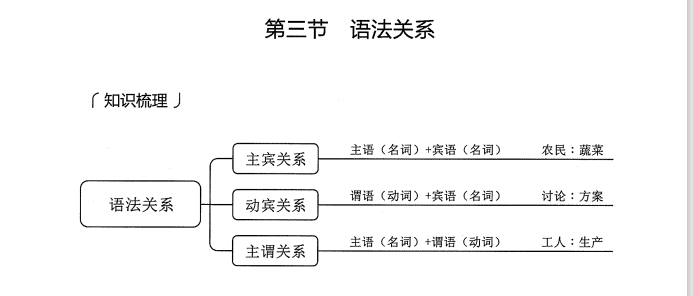 第三节 语法关系
知识梳理
主宾关系 主语（名词）+宾语（名词） 农民：蔬菜
语法关系 动宾关系 谓语（动词）+宾语（名词） 讨论：方案
主谓关系 主语（名词）+谓语（动词） 工人：生产